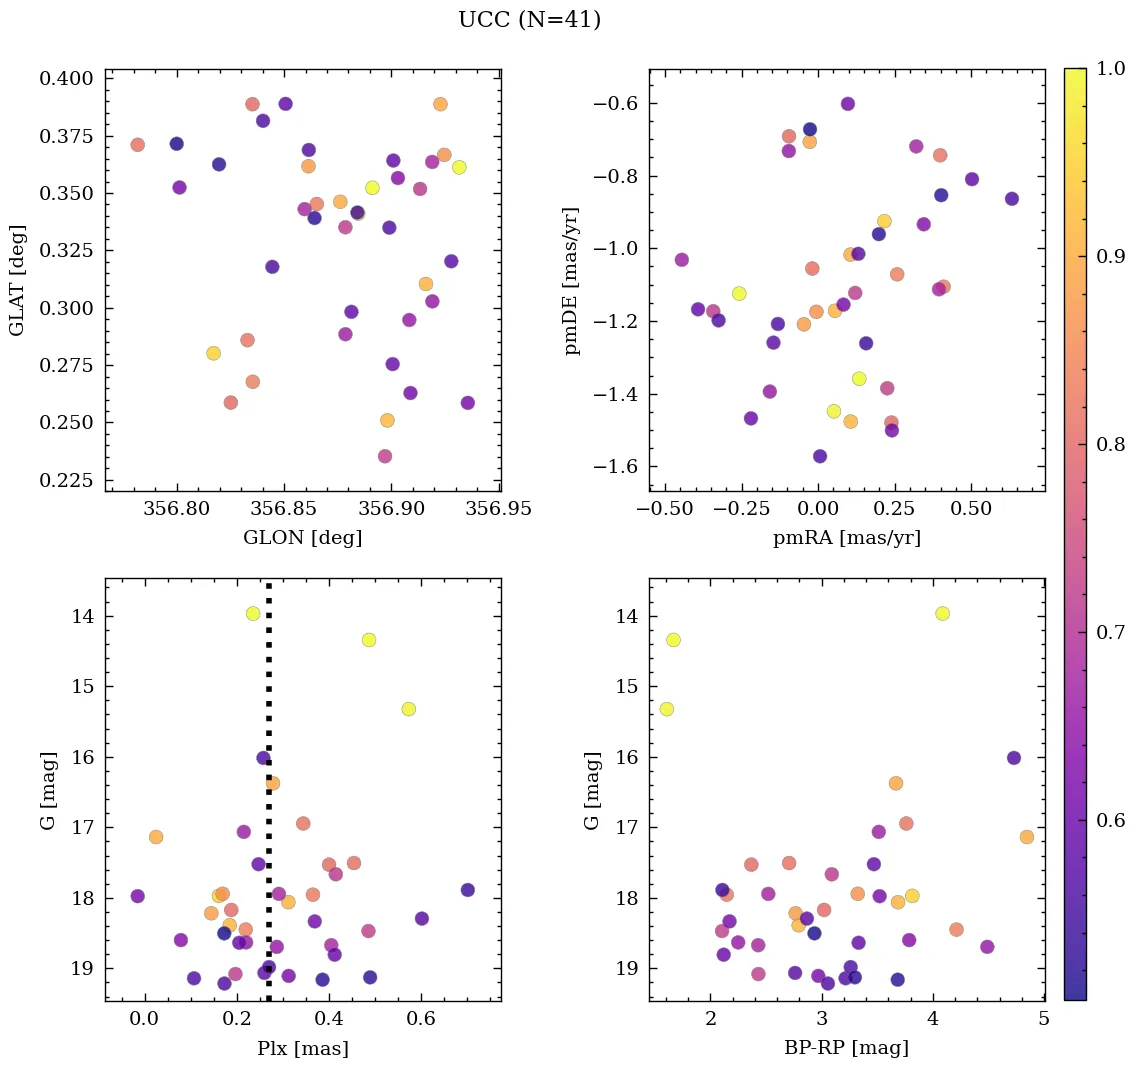 UCC (N=41)
0.400
0.375
0.350
0.325
0.300
0.275
0.250
0.225
GLAT [deg]
356.80 356.85 356.90 356.95
GLON [deg]
−0.6
−0.8
−1.0
−1.2
−1.4
−1.6
pmDE [mas/yr]
−0.50 −0.25 0.00 0.25 0.50
pmRA [mas/yr]
1.0
0.9
0.8
0.7
0.6
14
15
16
17
18
19
G [mag]
0.0 0.2 0.4 0.6
Plx [mas]
14
15
16
17
18
19
G [mag]
2 3 4 5
BP-RP [mag]